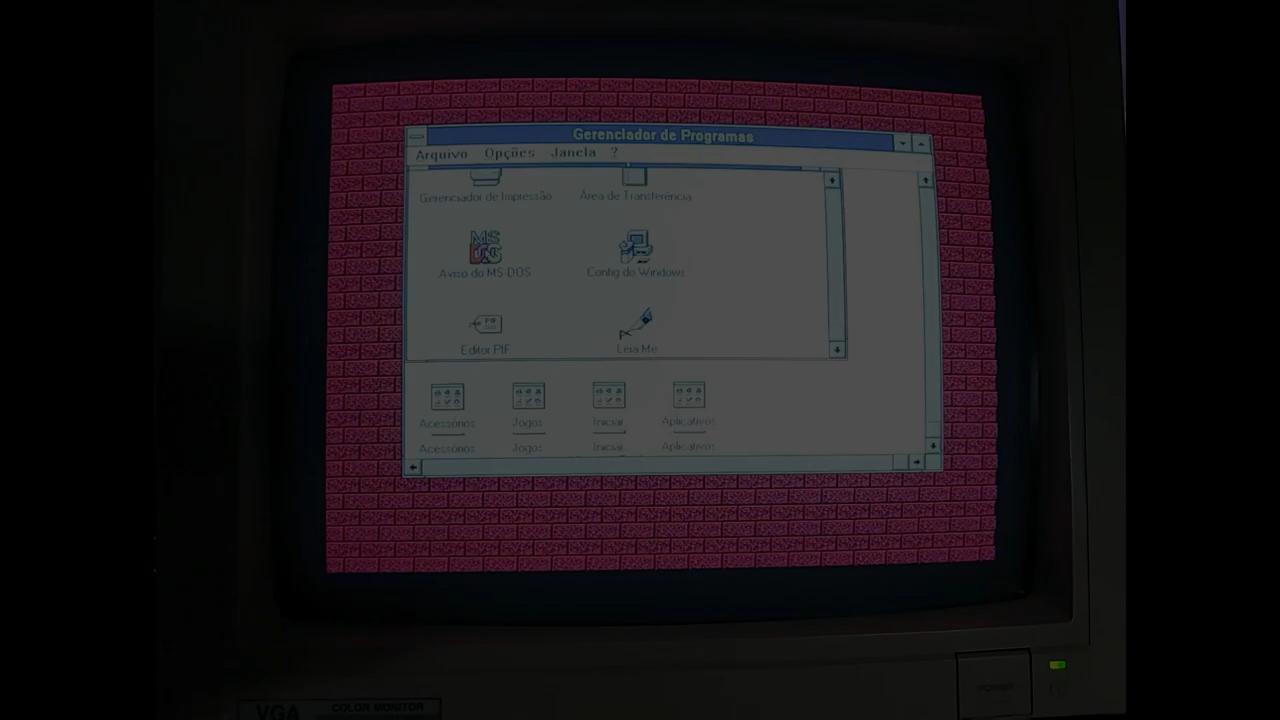 Gerenciador de Programas
Arquivo Opções Janela ?
Gerenciador de Impressão Área de Transferência
MS
DOS
Aviso do MS-DOS Config do Windows
PIF
Editor PIF Leia Me
Acessórios Jogos Iniciar Aplicativos
Acessórios Jogos Iniciar Aplicativos
POWER
VGA COLOR MONITOR